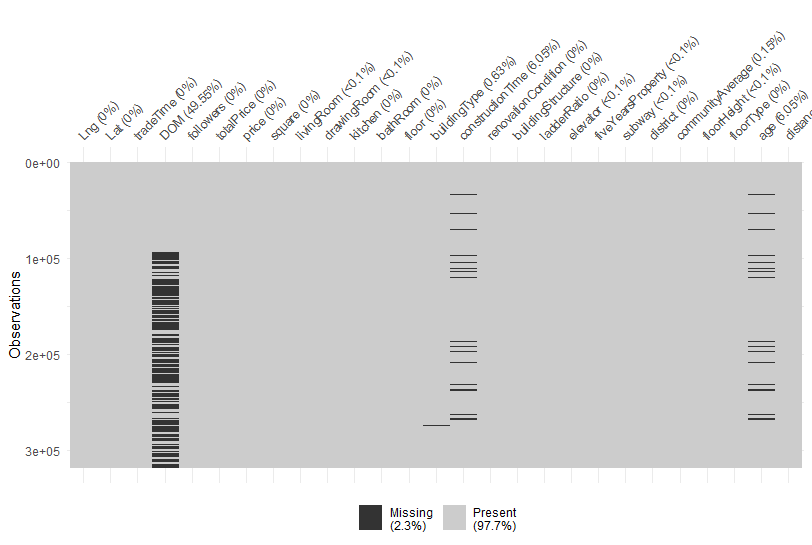 Lng (0%)
Lat (0%)
tradeTime (0%)
DOM (49.55%)
followers (0%)
totalPrice (0%)
price (0%)
square (0%)
livingRoom (<0.1%)
drawingRoom (<0.1%)
kitchen (0%)
bathRoom (0%)
floor (0%)
buildingType (0.63%)
constructionTime (6.05%)
renovationCondition (0%)
buildingStructure (0%)
ladderRatio (0%)
elevator (<0.1%)
fiveYearsProperty (<0.1%)
subway (<0.1%)
district (0%)
communityAverage (0.15%)
floorHeight (<0.1%)
floorType (0%)
age (6.05%)
distan
0e+00
1e+05
2e+05
3e+05
Observations
Missing
(2.3%)
Present
(97.7%)